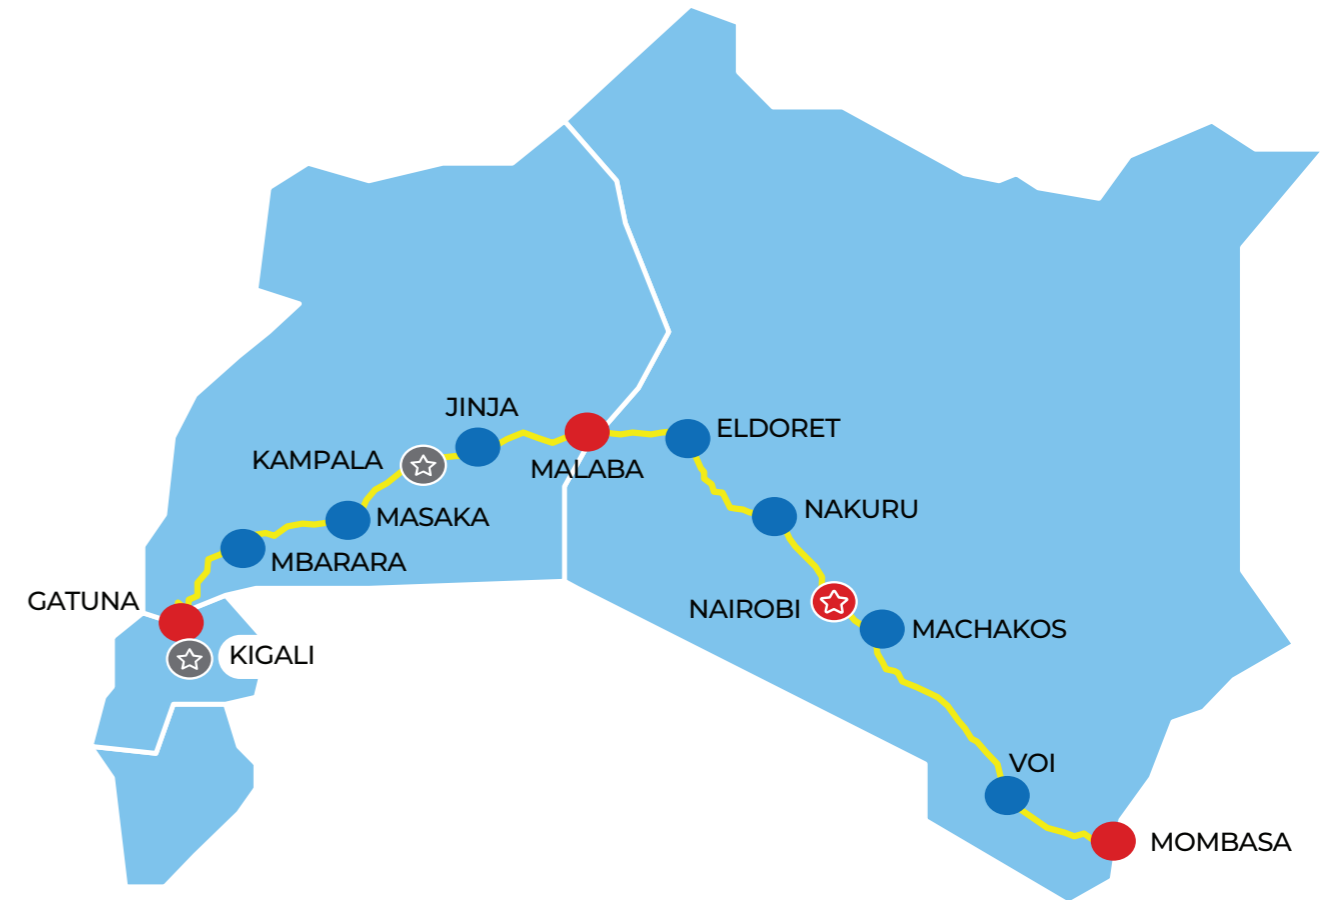 JINJA
ELDORET
KAMPALA
MALABA
NAKURU
MASAKA
MBARARA
GATUNA
NAIROBI
MACHAKOS
KIGALI
VOI
MOMBASA